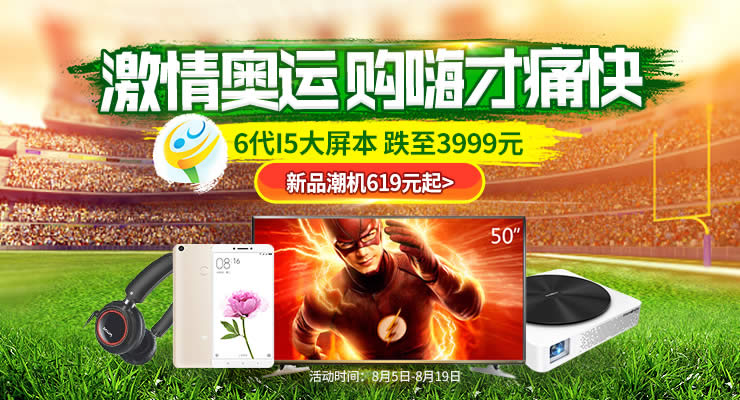 激情奥运 购嗨才痛快
6代I5大屏本 跌至3999元
新品潮机619元起>
50"
08:16
活动时间：8月5日-8月19日